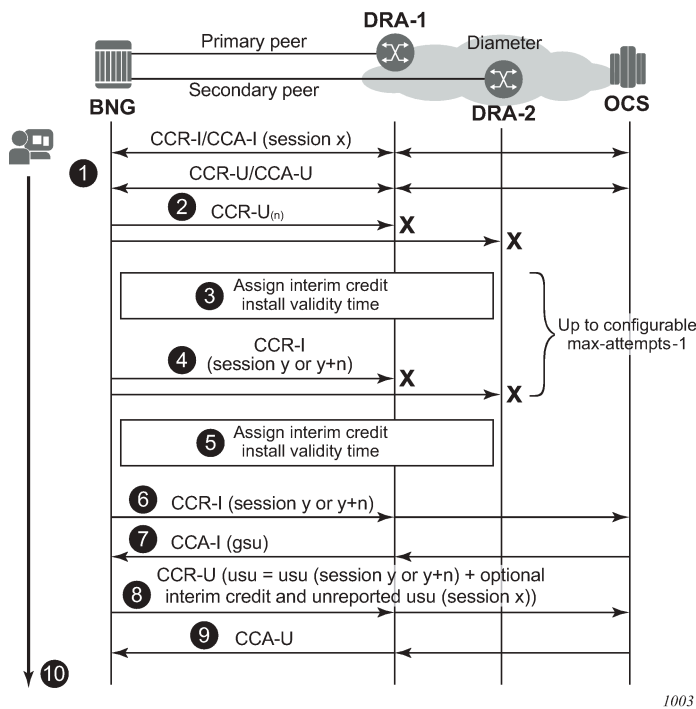 DRA-1
Primary peer
Diameter
Secondary peer
BNG
DRA-2
OCS
CCR-I/CCA-I (session x)
1
CCR-U/CCA-U
2
CCR-U(n)
X
X
3
Assign interim credit
install validity time
Up to configurable
max-attempts-1
4
CCR-I
(session y or y+n)
X
X
5
Assign interim credit
install validity time
6
CCR-I (session y or y+n)
7
CCA-I (gsu)
8
CCR-U (usu = usu (session y or y+n) + optional
interim credit and unreported usu (session x))
9
CCA-U
10
1003